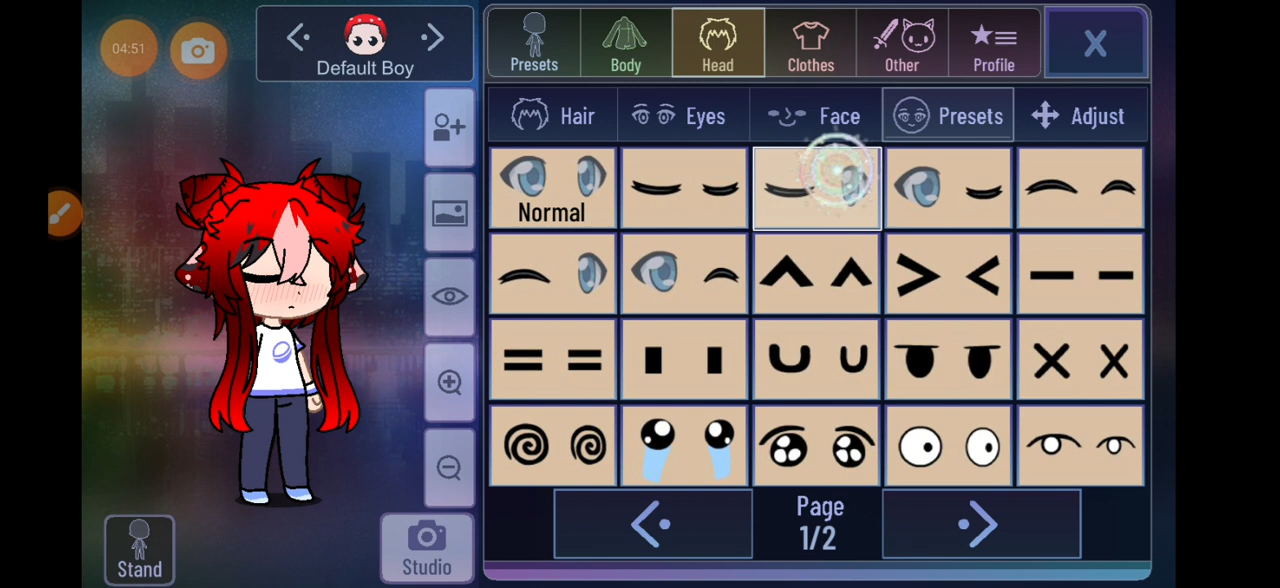 04:51
Default Boy
Presets
Body
Head
Clothes
Other
Profile
X
Hair
Eyes
Face
Presets
Adjust
Normal
Page
1/2
Stand
Studio